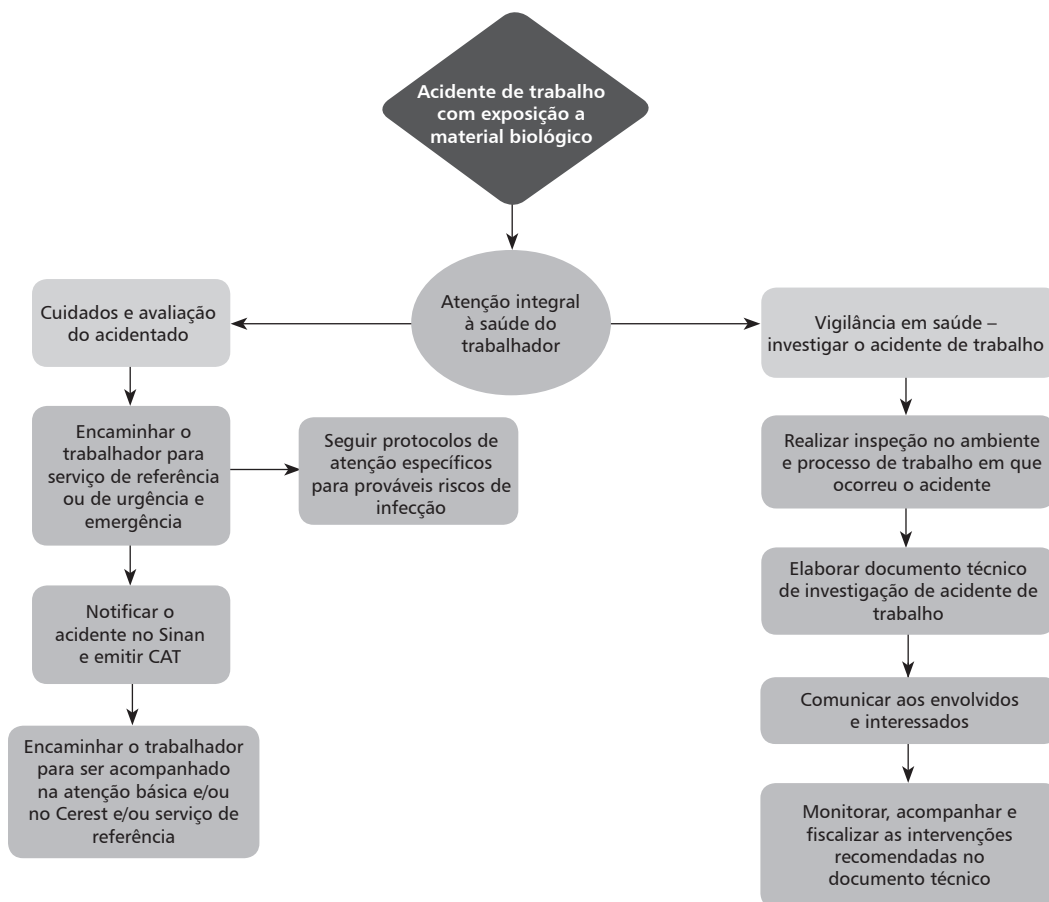 Acidente de trabalho
com exposição a
material biológico
Atenção integral
à saúde do
trabalhador
Cuidados e avaliação
do acidentado
Encaminhar o
trabalhador para
serviço de referência
ou de urgência e
emergência
Seguir protocolos de
atenção específicos
para prováveis riscos de
infecção
Notificar o
acidente no Sinan
e emitir CAT
Encaminhar o trabalhador
para ser acompanhado
na atenção básica e/ou
no Cerest e/ou serviço de
referência
Vigilância em saúde –
investigar o acidente de trabalho
Realizar inspeção no ambiente
e processo de trabalho em que
ocorreu o acidente
Elaborar documento técnico
de investigação de acidente de
trabalho
Comunicar aos envolvidos
e interessados
Monitorar, acompanhar e
fiscalizar as intervenções
recomendadas no
documento técnico